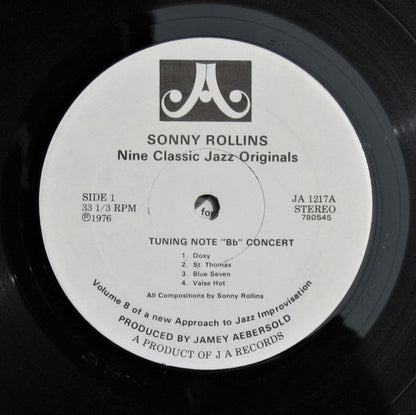 SONNY ROLLINS
Nine Classic Jazz Originals
SIDE 1
33 1/3 RPM
Ⓟ1976
JA 1217A
STEREO
780545
for
TUNING NOTE "Bb" CONCERT
1. Doxy
2. St. Thomas
3. Blue Seven
4. Valse Hot
All Compositions by Sonny Rollins
Volume 8 of a new Approach to Jazz Improvisation
PRODUCED BY JAMEY AEBERSOLD
A PRODUCT OF J A RECORDS